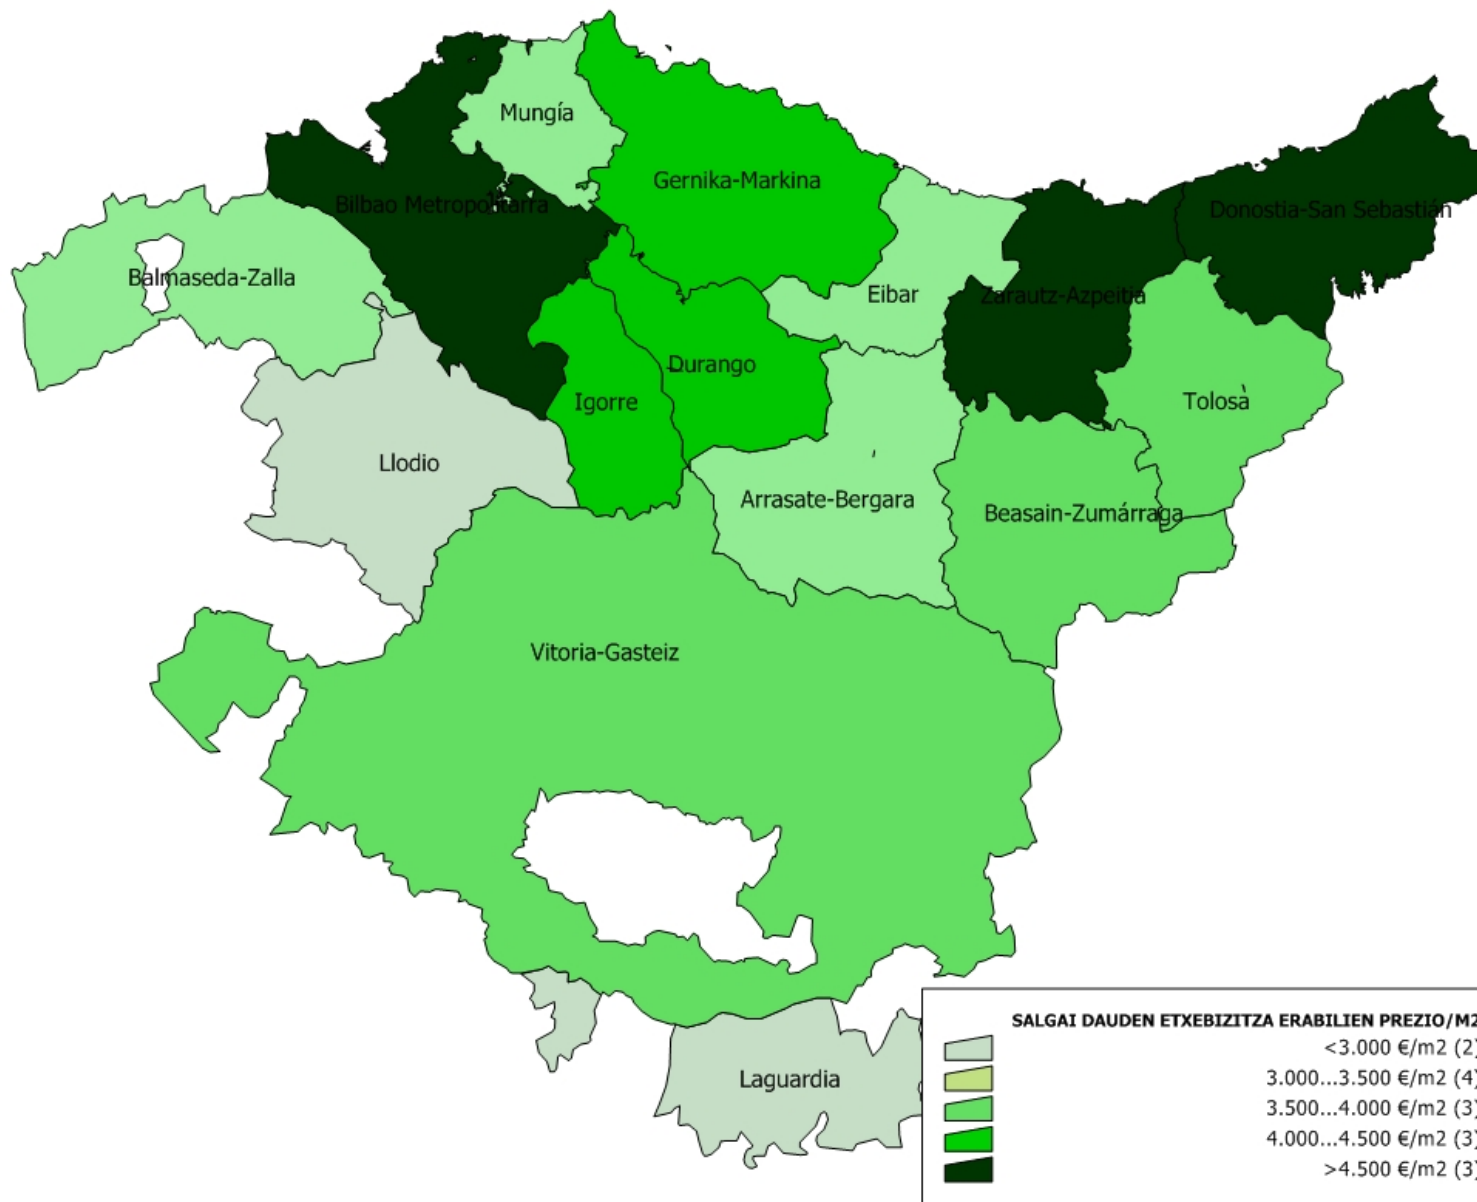 Mungía
Gernika-Markina
Bilbao Metropolitarra
Donostia-San Sebastián
Balmaseda-Zalla
Eibar
Zarautz-Azpeitia
Durango
Igorre
Tolosa
Llodio
Arrasate-Bergara
Beasain-Zumárraga
Vitoria-Gasteiz
Laguardia
SALGAI DAUDEN ETXEBIZITZA ERABILIEN PREZIO/M2
<3.000 €/m2 (2)
3.000...3.500 €/m2 (4)
3.500...4.000 €/m2 (3)
4.000...4.500 €/m2 (3)
>4.500 €/m2 (3)